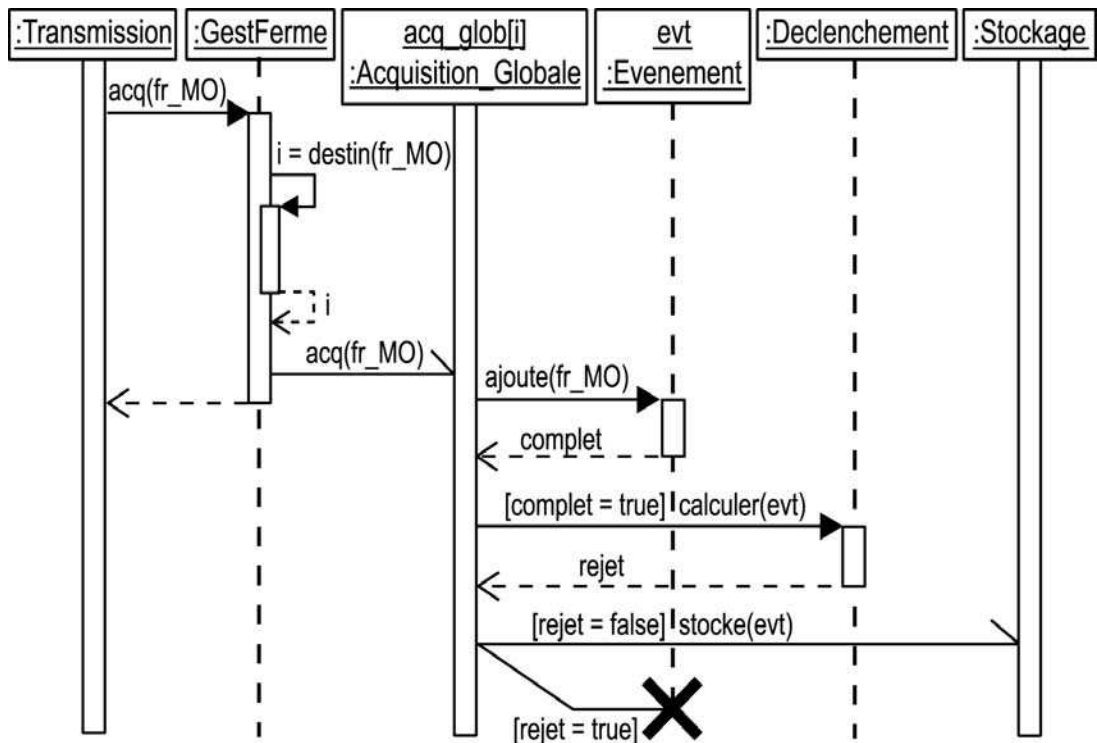 :Transmission
:GestFerme
acq_glob[i]
:Acquisition_Globale
evt
:Evenement
:Declenchement
:Stockage
acq(fr_MO)
i = destin(fr_MO)
i
acq(fr_MO)
ajoute(fr_MO)
complet
[complet = true] calculer(evt)
rejet
[rejet = false] stocke(evt)
[rejet = true]